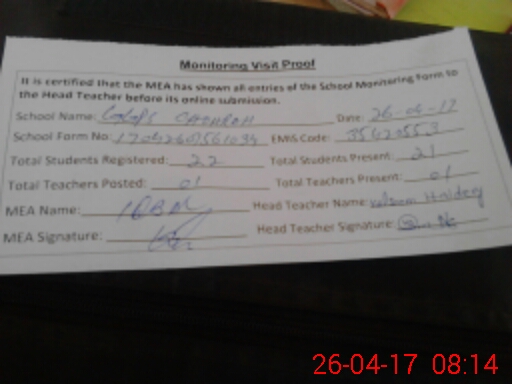 Monitoring Visit Proof
It is certified that the MEA has shown all entries of the School Monitoring Form to
the Head Teacher before its online submission.
School Name: Date: 26-04-17
School Form No: EMIS Code: 35620553
Total Students Registered: 22 Total Students Present: 21
Total Teachers Posted: 01 Total Teachers Present: 01
MEA Name: Head Teacher Name:
MEA Signature: Head Teacher Signature:
26-04-17 08:14